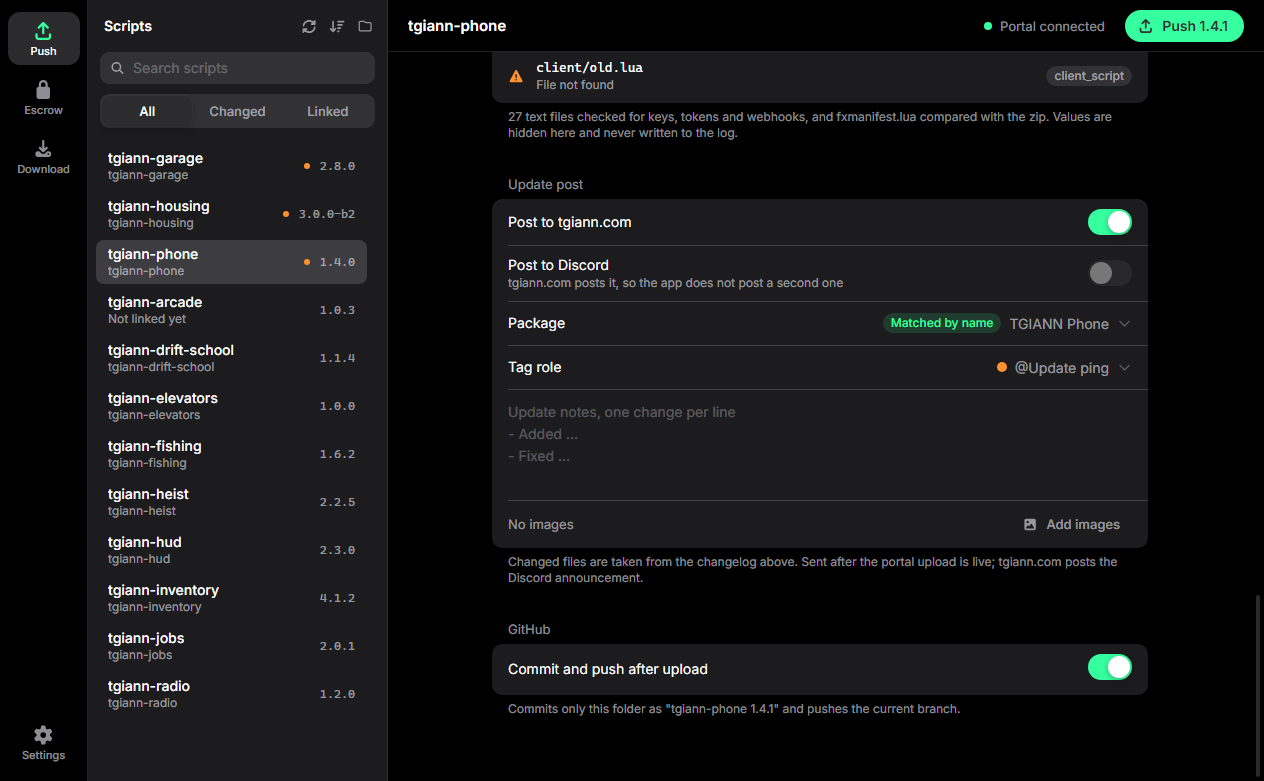 Push
Escrow
Download
Settings
Scripts
Search scripts
All
Changed
Linked
tgiann-garage
tgiann-garage
2.8.0
tgiann-housing
tgiann-housing
3.0.0-b2
tgiann-phone
tgiann-phone
1.4.0
tgiann-arcade
Not linked yet
1.0.3
tgiann-drift-school
tgiann-drift-school
1.1.4
tgiann-elevators
tgiann-elevators
1.0.0
tgiann-fishing
tgiann-fishing
1.6.2
tgiann-heist
tgiann-heist
2.2.5
tgiann-hud
tgiann-hud
2.3.0
tgiann-inventory
tgiann-inventory
4.1.2
tgiann-jobs
tgiann-jobs
2.0.1
tgiann-radio
tgiann-radio
1.2.0
tgiann-phone
Portal connected
Push 1.4.1
client/old.lua
File not found
client_script
27 text files checked for keys, tokens and webhooks, and fxmanifest.lua compared with the zip. Values are
hidden here and never written to the log.
Update post
Post to tgiann.com
Post to Discord
tgiann.com posts it, so the app does not post a second one
Package
Matched by name
TGIANN Phone
Tag role
@Update ping
Update notes, one change per line
- Added ...
- Fixed ...
No images
Add images
Changed files are taken from the changelog above. Sent after the portal upload is live; tgiann.com posts the
Discord announcement.
GitHub
Commit and push after upload
Commits only this folder as "tgiann-phone 1.4.1" and pushes the current branch.